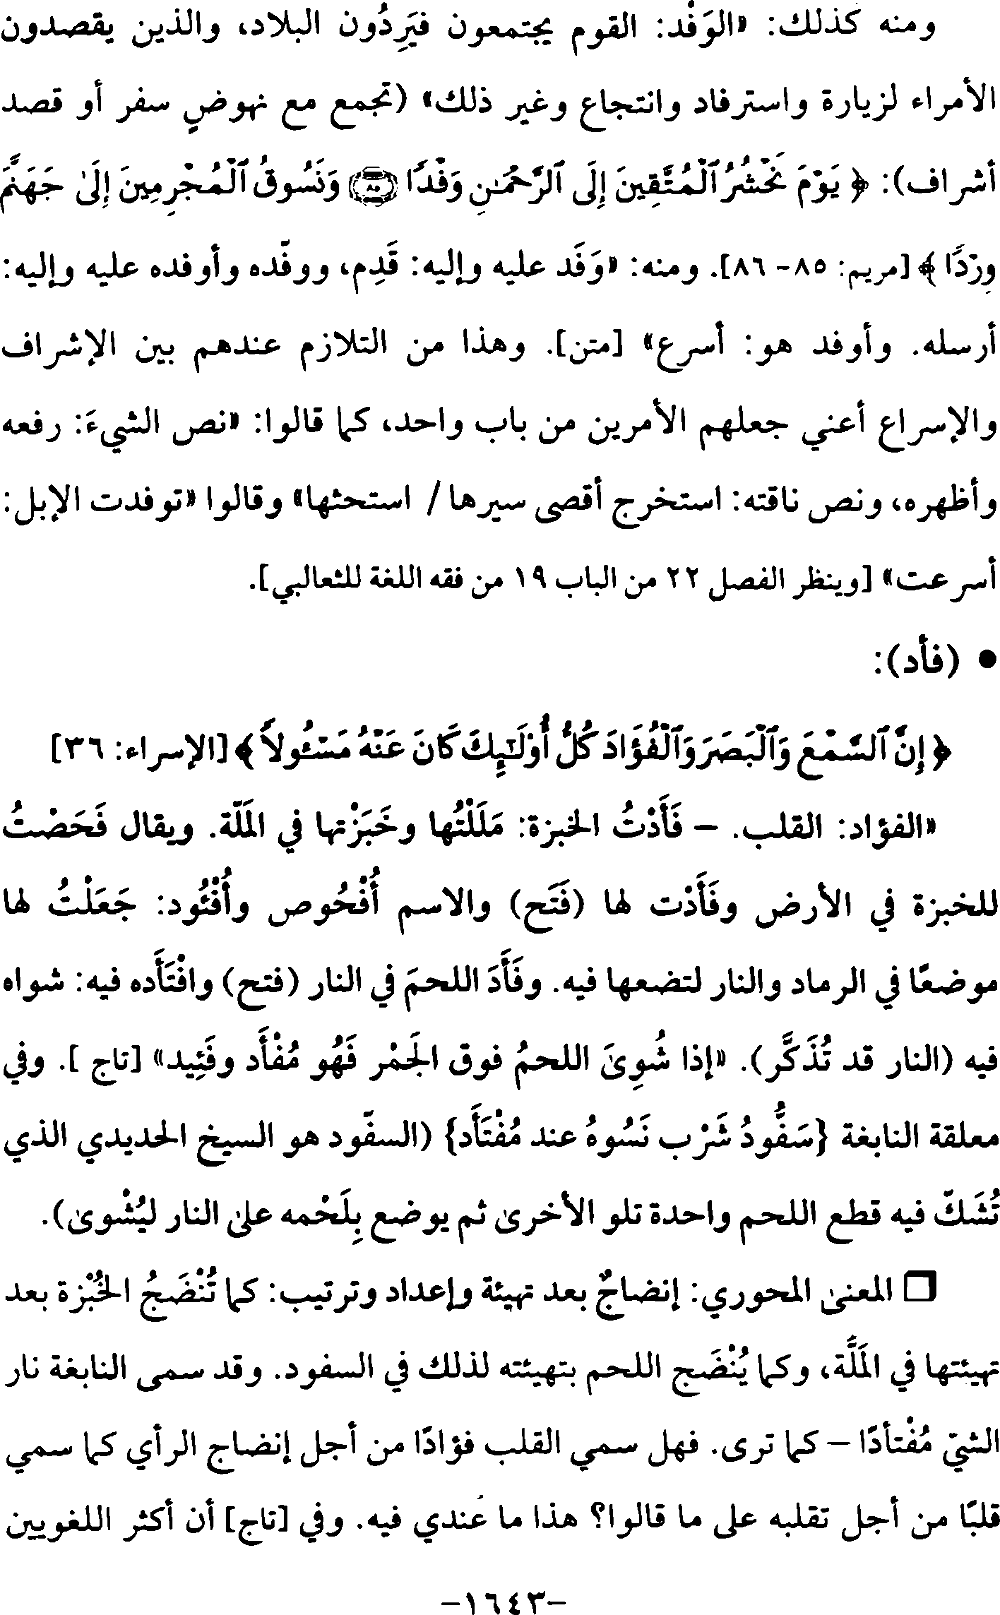 ومنه كذلك: «الوَفْد: القوم يجتمعون فيَرِدُون البلاد، والذين يقصدون
الأمراء لزيارة واسترفاد وانتجاع وغير ذلك» (تجمع مع نهوضٍ سفر أو قصد
أشراف): ﴿ يَوْمَ نَحْشُرُ ٱلْمُتَّقِينَ إِلَى ٱلرَّحْمَـٰنِ وَفْدًا ۝٨٥ وَنَسُوقُ ٱلْمُجْرِمِينَ إِلَىٰ جَهَنَّمَ
وِرْدًا ﴾ [مريم: ٨٥- ٨٦]. ومنه: «وَفَد عليه وإليه: قَدِم، ووفّده وأوفده عليه وإليه:
أرسله. وأوفد هو: أسرع» [متن]. وهذا من التلازم عندهم بين الإشراف
والإسراع أعني جعلهم الأمرين من باب واحد، كما قالوا: «نص الشيءَ: رفعه
وأظهره، ونص ناقته: استخرج أقصى سيرها/ استحثها» وقالوا «توفدت الإبل:
أسرعت» [وينظر الفصل ٢٢ من الباب ١٩ من فقه اللغة للثعالبي].
• (فأد):
﴿ إِنَّ ٱلسَّمْعَ وَٱلْبَصَرَ وَٱلْفُؤَادَ كُلُّ أُو۟لَـٰٓئِكَ كَانَ عَنْهُ مَسْـُٔولًا ﴾ [الإسراء: ٣٦]
«الفؤاد: القلب. – فَأَدْتُ الخبزة: مَلَلْتُها وخَبَزْتها في المَلّة. ويقال فَحَصْتُ
للخبزة في الأرض وفَأَدْت لها (فَتَح) والاسم أُفْحُوص وأُفْئُود: جَعَلْتُ لها
موضعًا في الرماد والنار لتضعها فيه. وفَأَدَ اللحمَ في النار (فتح) وافْتَأَده فيه: شواه
فيه (النار قد تُذَكَّر). «إذا شُوِىَ اللحمُ فوق الجَمْر فَهُو مُفْأَد وفَئِيد» [تاج ]. وفي
معلقة النابغة {سَفُّودُ شَرْب نَسُوهُ عند مُفْتَأَد} (السفّود هو السيخ الحديدي الذي
تُشَكّ فيه قطع اللحم واحدة تلو الأخرى ثم يوضع بِلَحْمه على النار ليُشْوى).
❒ المعنى المحوري: إنضاجٌ بعد تهيئة وإعداد وترتيب: كما تُنْضَجُ الخُبْزة بعد
تهيئتها في المَلَّة، وكما يُنْضَج اللحم بتهيئته لذلك في السفود. وقد سمى النابغة نار
الشيّ مُفْتأدًا – كما ترى. فهل سمي القلب فؤادًا من أجل إنضاج الرأي كما سمي
قلبًا من أجل تقلبه على ما قالوا؟ هذا ما عندي فيه. وفي [تاج] أن أكثر اللغويين
-١٦٤٣-